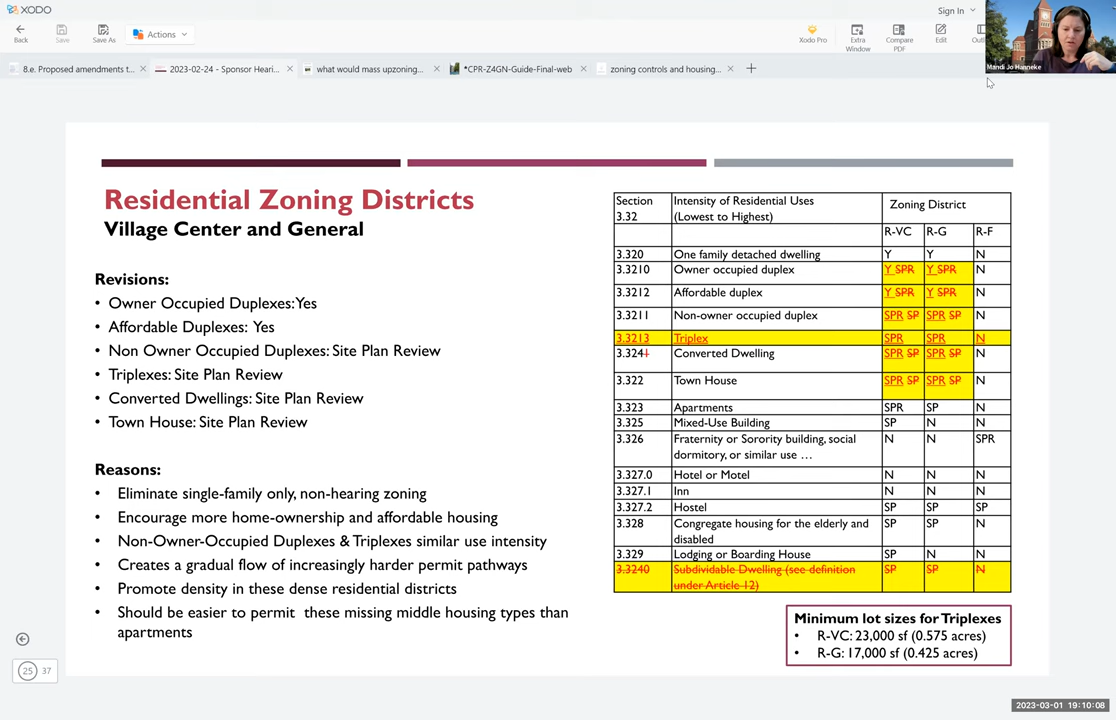 XODO
Sign In
Back
Save
Save As
Actions
Xodo Pro
Extra Window
Compare PDF
Edit
8.e. Proposed amendments t...
2023-02-24 - Sponsor Heari...
what would mass upzoning...
*CPR-Z4GN-Guide-Final-web
zoning controls and housing...
Mandi Jo Hanneke
Residential Zoning Districts
Village Center and General
Revisions:
• Owner Occupied Duplexes: Yes
• Affordable Duplexes: Yes
• Non Owner Occupied Duplexes: Site Plan Review
• Triplexes: Site Plan Review
• Converted Dwellings: Site Plan Review
• Town House: Site Plan Review
Reasons:
• Eliminate single-family only, non-hearing zoning
• Encourage more home-ownership and affordable housing
• Non-Owner-Occupied Duplexes & Triplexes similar use intensity
• Creates a gradual flow of increasingly harder permit pathways
• Promote density in these dense residential districts
• Should be easier to permit these missing middle housing types than
apartments
Section 3.32 Intensity of Residential Uses (Lowest to Highest) Zoning District
R-VC R-G R-F
3.320 One family detached dwelling Y Y N
3.3210 Owner occupied duplex Y SPR Y SPR N
3.3212 Affordable duplex Y SPR Y SPR N
3.3211 Non-owner occupied duplex SPR SP SPR SP N
3.3213 Triplex SPR SPR N
3.3241 Converted Dwelling SPR SP SPR SP N
3.322 Town House SPR SP SPR SP N
3.323 Apartments SPR SP N
3.325 Mixed-Use Building SP N N
3.326 Fraternity or Sorority building, social N N SPR
dormitory, or similar use ...
3.327.0 Hotel or Motel N N N
3.327.1 Inn N N N
3.327.2 Hostel SP SP SP
3.328 Congregate housing for the elderly and SP SP N
disabled
3.329 Lodging or Boarding House SP N N
3.3240 Subdividable Dwelling (see definition SP SP N
under Article 12)
Minimum lot sizes for Triplexes
• R-VC: 23,000 sf (0.575 acres)
• R-G: 17,000 sf (0.425 acres)
25 37
2023-03-01 19:10:08